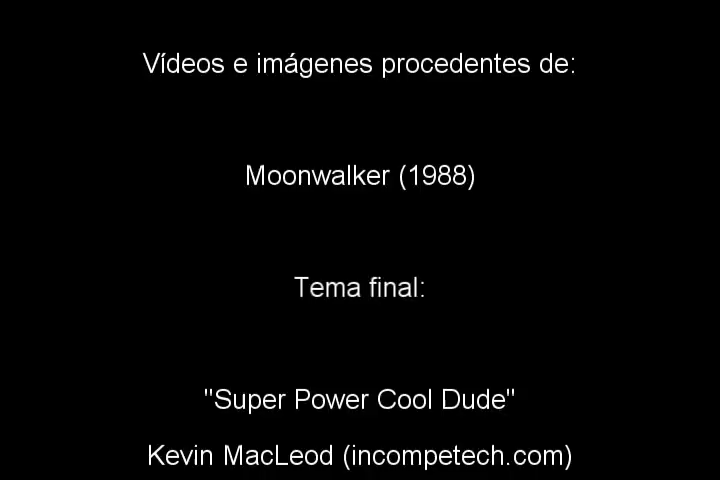 Vídeos e imágenes procedentes de:
Moonwalker (1988)
Tema final:
"Super Power Cool Dude"
Kevin MacLeod (incompetech.com)